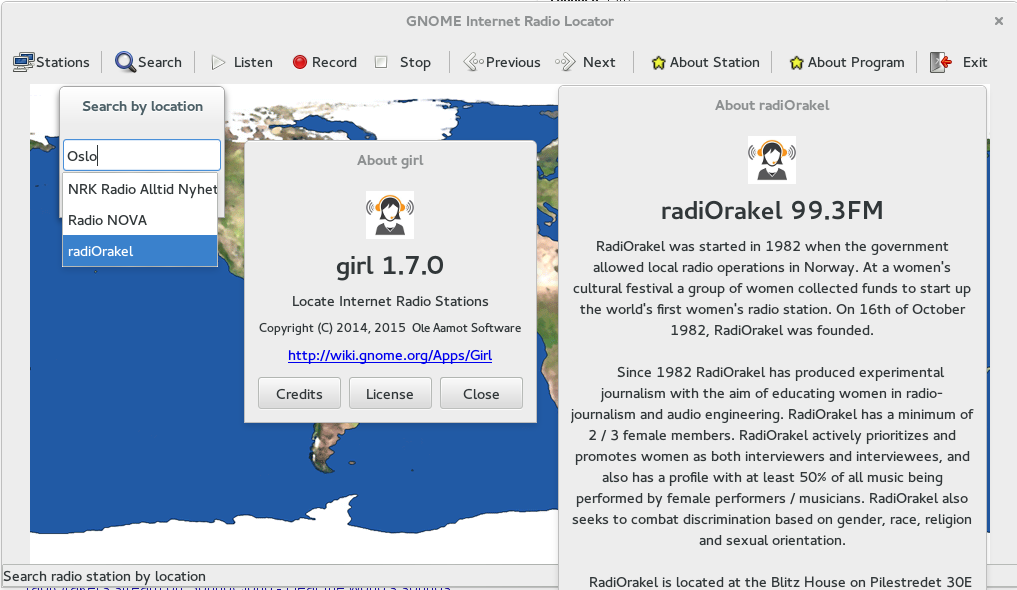 GNOME Internet Radio Locator
Stations Search Listen Record Stop Previous Next About Station About Program Exit
Search by location
Oslo
NRK Radio Alltid Nyhet
Radio NOVA
radiOrakel
About girl
girl 1.7.0
Locate Internet Radio Stations
Copyright (C) 2014, 2015 Ole Aamot Software
http://wiki.gnome.org/Apps/Girl
Credits License Close
About radiOrakel
radiOrakel 99.3FM
RadiOrakel was started in 1982 when the government
allowed local radio operations in Norway. At a women's
cultural festival a group of women collected funds to start up
the world's first women's radio station. On 16th of October
1982, RadiOrakel was founded.
Since 1982 RadiOrakel has produced experimental
journalism with the aim of educating women in radio-
journalism and audio engineering. RadiOrakel has a minimum of
2 / 3 female members. RadiOrakel actively prioritizes and
promotes women as both interviewers and interviewees, and
also has a profile with at least 50% of all music being
performed by female performers / musicians. RadiOrakel also
seeks to combat discrimination based on gender, race, religion
and sexual orientation.
RadiOrakel is located at the Blitz House on Pilestredet 30E
Search radio station by location